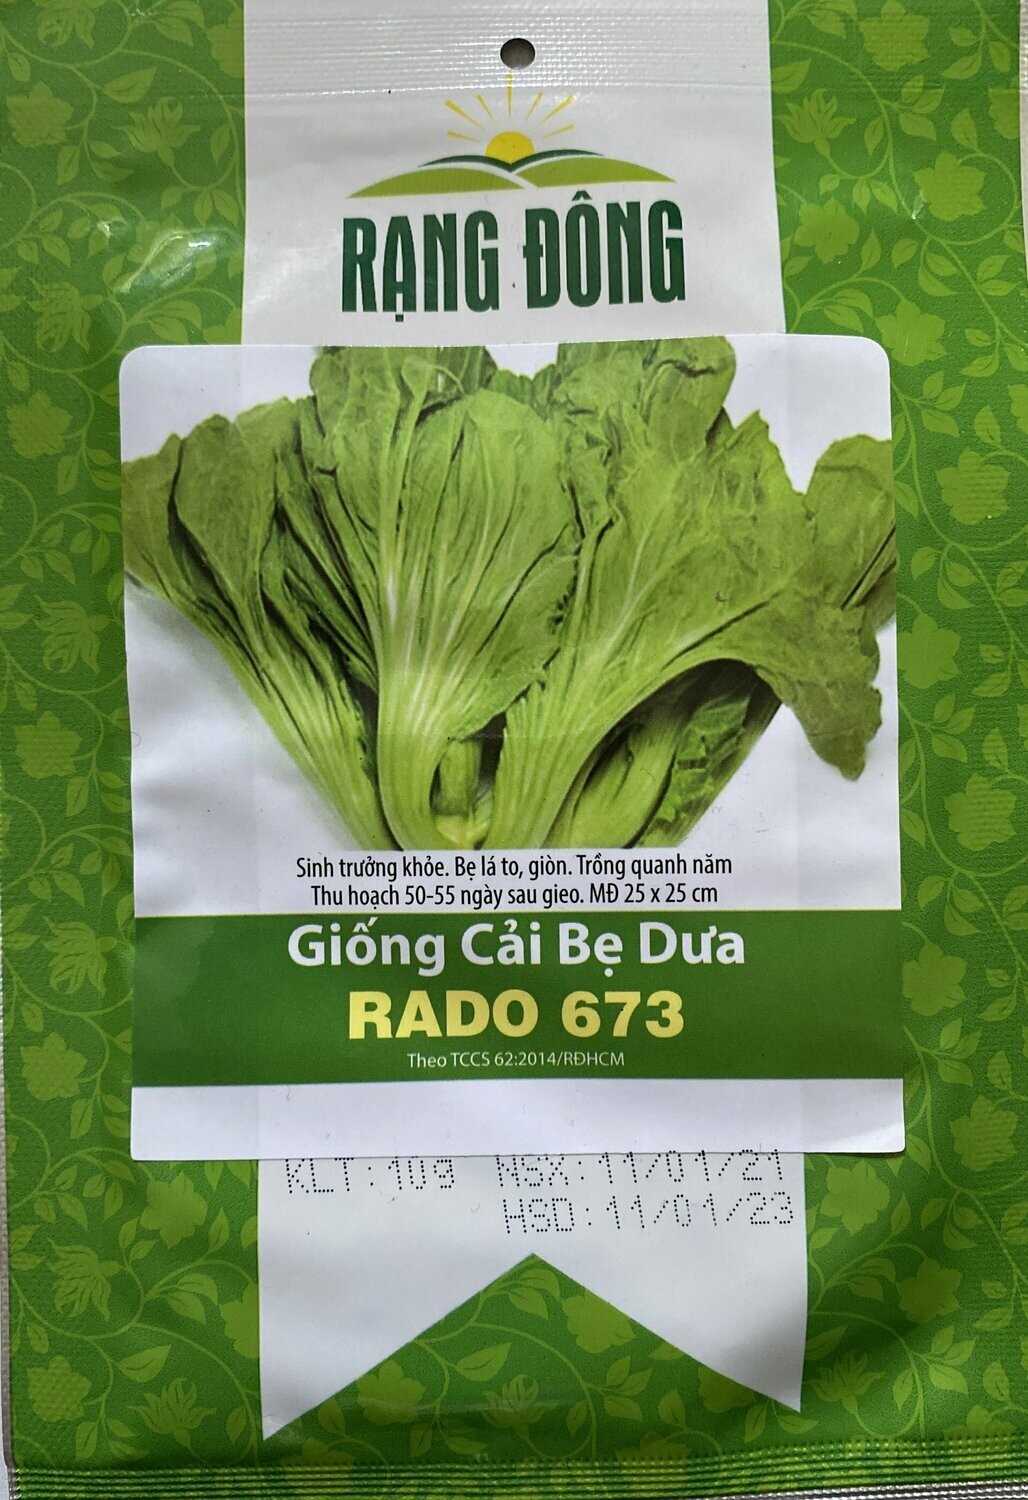 RẠNG ĐÔNG
Sinh trưởng khỏe. Bẹ lá to, giòn. Trồng quanh năm
Thu hoạch 50-55 ngày sau gieo. MĐ 25 x 25 cm
Giống Cải Bẹ Dưa
RADO 673
Theo TCCS 62:2014/RĐHCM
KLT:10g NSX:11/01/21
HSD:11/01/23